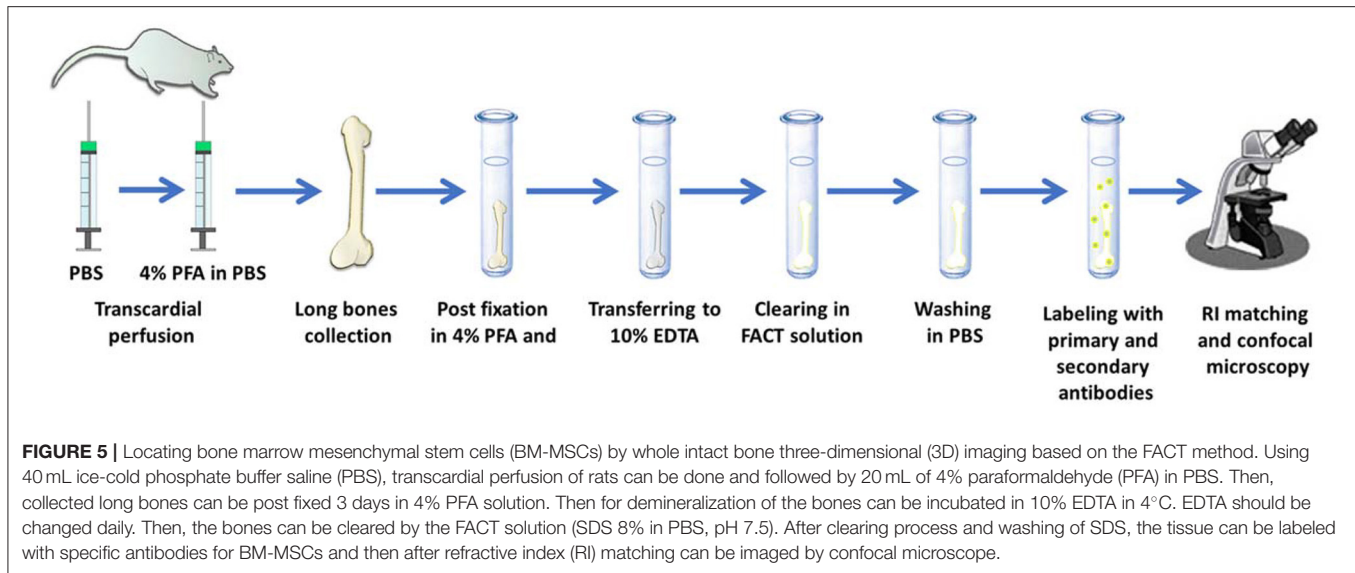 PBS
4% PFA in PBS
Transcardial
perfusion
Long bones
collection
Post fixation
in 4% PFA and
Transferring to
10% EDTA
Clearing in
FACT solution
Washing
in PBS
Labeling with
primary and
secondary
antibodies
RI matching
and confocal
microscopy
FIGURE 5 | Locating bone marrow mesenchymal stem cells (BM-MSCs) by whole intact bone three-dimensional (3D) imaging based on the FACT method. Using
40 mL ice-cold phosphate buffer saline (PBS), transcardial perfusion of rats can be done and followed by 20 mL of 4% paraformaldehyde (PFA) in PBS. Then,
collected long bones can be post fixed 3 days in 4% PFA solution. Then for demineralization of the bones can be incubated in 10% EDTA in 4°C. EDTA should be
changed daily. Then, the bones can be cleared by the FACT solution (SDS 8% in PBS, pH 7.5). After clearing process and washing of SDS, the tissue can be labeled
with specific antibodies for BM-MSCs and then after refractive index (RI) matching can be imaged by confocal microscope.